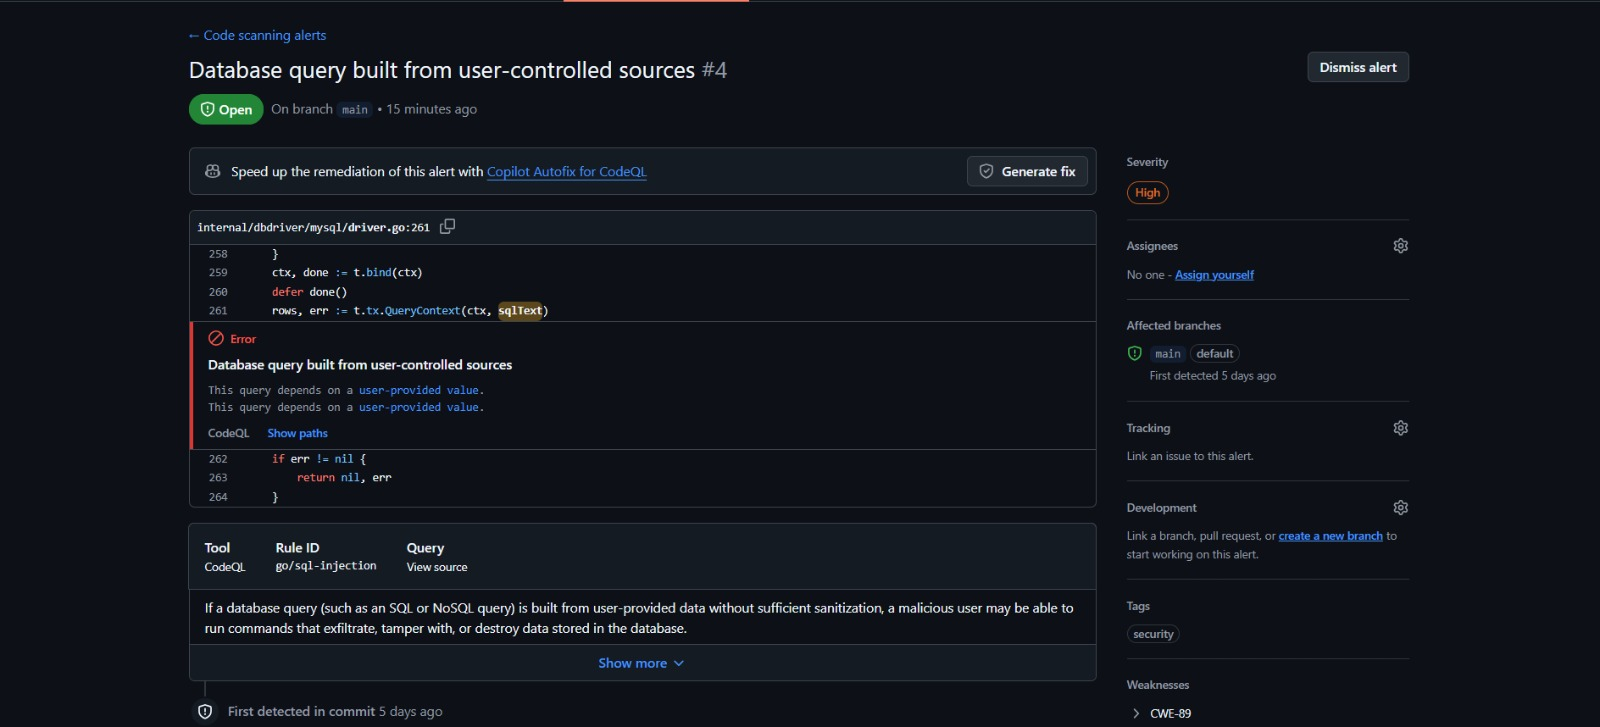 ← Code scanning alerts
Database query built from user-controlled sources #4
Dismiss alert
Open On branch main • 15 minutes ago
Speed up the remediation of this alert with Copilot Autofix for CodeQL
Generate fix
internal/dbdriver/mysql/driver.go:261
258 }
259 ctx, done := t.bind(ctx)
260 defer done()
261 rows, err := t.tx.QueryContext(ctx, sqlText)
Error
Database query built from user-controlled sources
This query depends on a user-provided value.
This query depends on a user-provided value.
CodeQL Show paths
262 if err != nil {
263 return nil, err
264 }
Tool Rule ID Query
CodeQL go/sql-injection View source
If a database query (such as an SQL or NoSQL query) is built from user-provided data without sufficient sanitization, a malicious user may be able to
run commands that exfiltrate, tamper with, or destroy data stored in the database.
Show more
First detected in commit 5 days ago
Severity
High
Assignees
No one - Assign yourself
Affected branches
main default
First detected 5 days ago
Tracking
Link an issue to this alert.
Development
Link a branch, pull request, or create a new branch to
start working on this alert.
Tags
security
Weaknesses
CWE-89